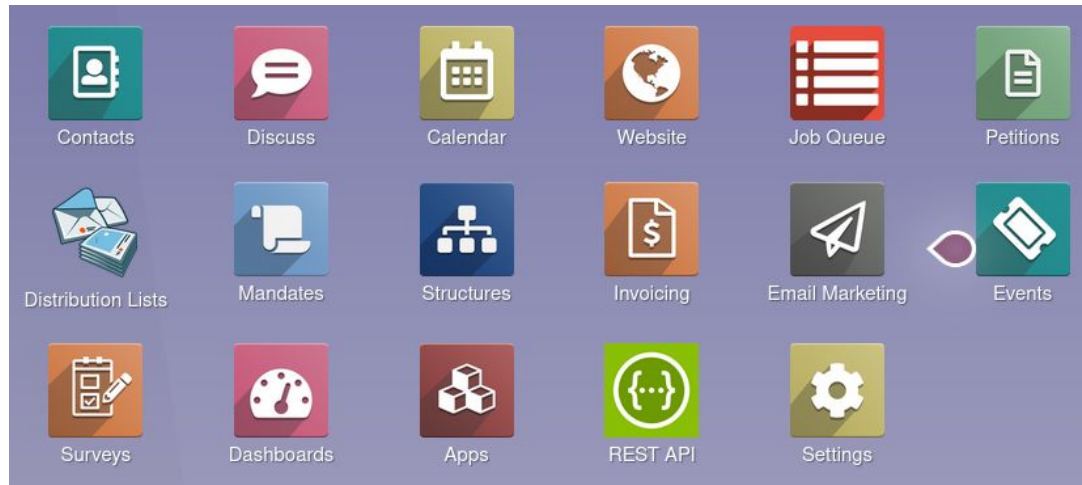 Contacts
Discuss
Calendar
Website
Job Queue
Petitions
Distribution Lists
Mandates
Structures
Invoicing
Email Marketing
Events
Surveys
Dashboards
Apps
REST API
Settings